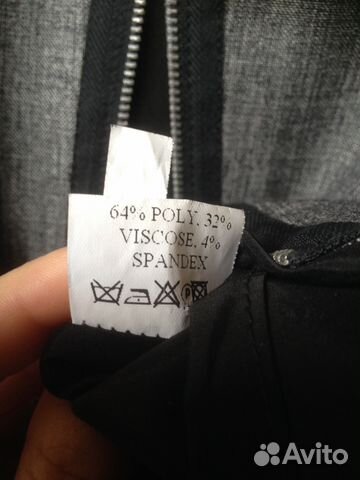 64% POLY. 32%
VISCOSE. 4%
SPANDEX
P
Avito